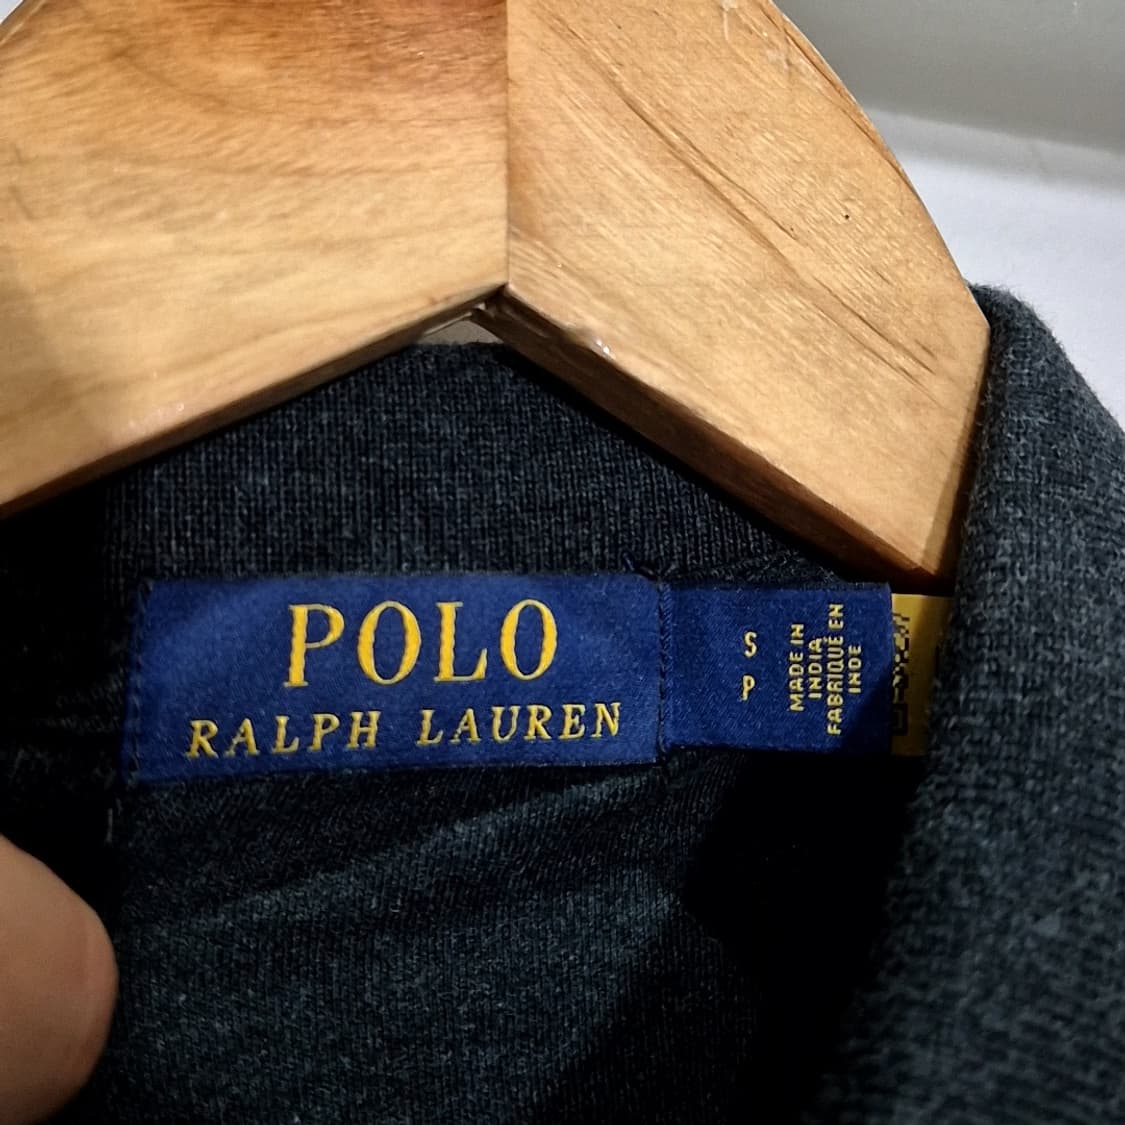 POLO
RALPH LAUREN
S
P
MADE IN
INDIA
FABRIQUÉ EN
INDE